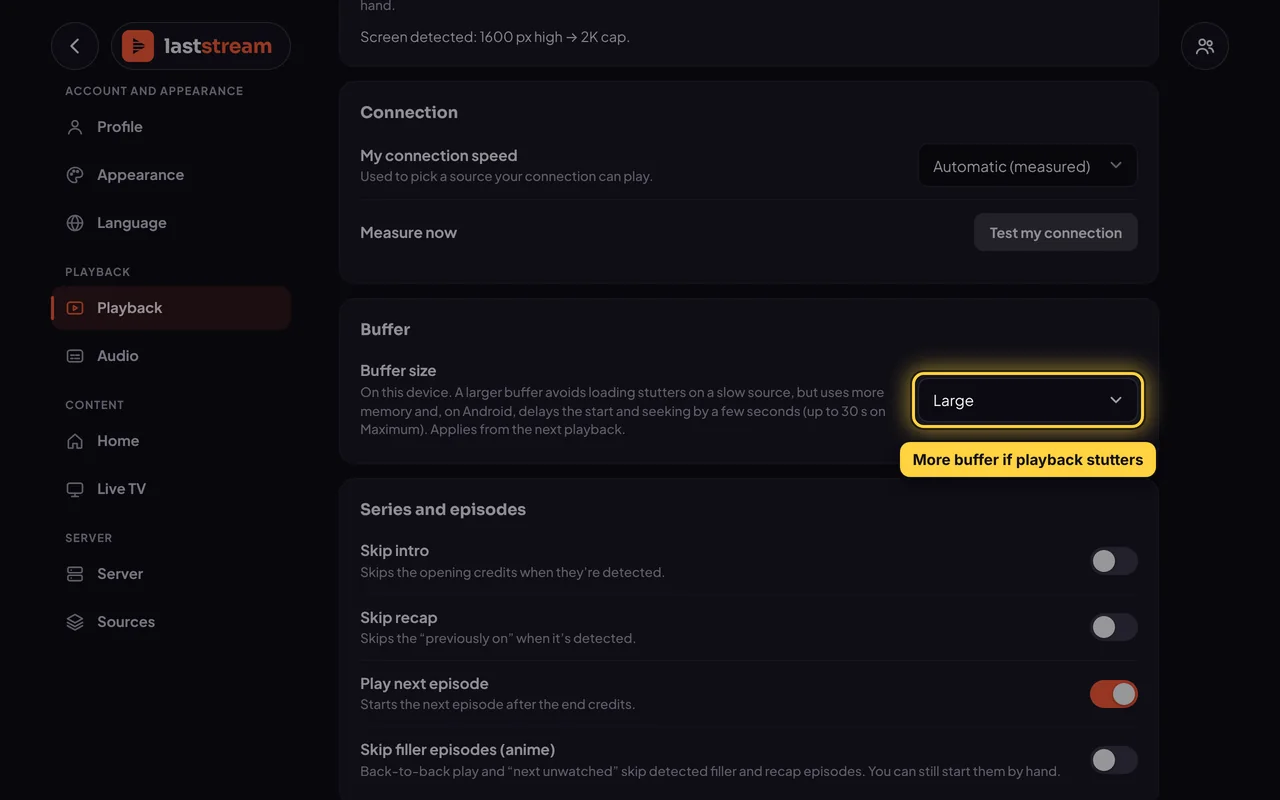 laststream
ACCOUNT AND APPEARANCE
Profile
Appearance
Language
PLAYBACK
Playback
Audio
CONTENT
Home
Live TV
SERVER
Server
Sources
hand.
Screen detected: 1600 px high → 2K cap.
Connection
My connection speed
Used to pick a source your connection can play.
Automatic (measured)
Measure now
Test my connection
Buffer
Buffer size
On this device. A larger buffer avoids loading stutters on a slow source, but uses more
memory and, on Android, delays the start and seeking by a few seconds (up to 30 s on
Maximum). Applies from the next playback.
Large
More buffer if playback stutters
Series and episodes
Skip intro
Skips the opening credits when they're detected.
Skip recap
Skips the “previously on” when it's detected.
Play next episode
Starts the next episode after the end credits.
Skip filler episodes (anime)
Back-to-back play and “next unwatched” skip detected filler and recap episodes. You can still start them by hand.